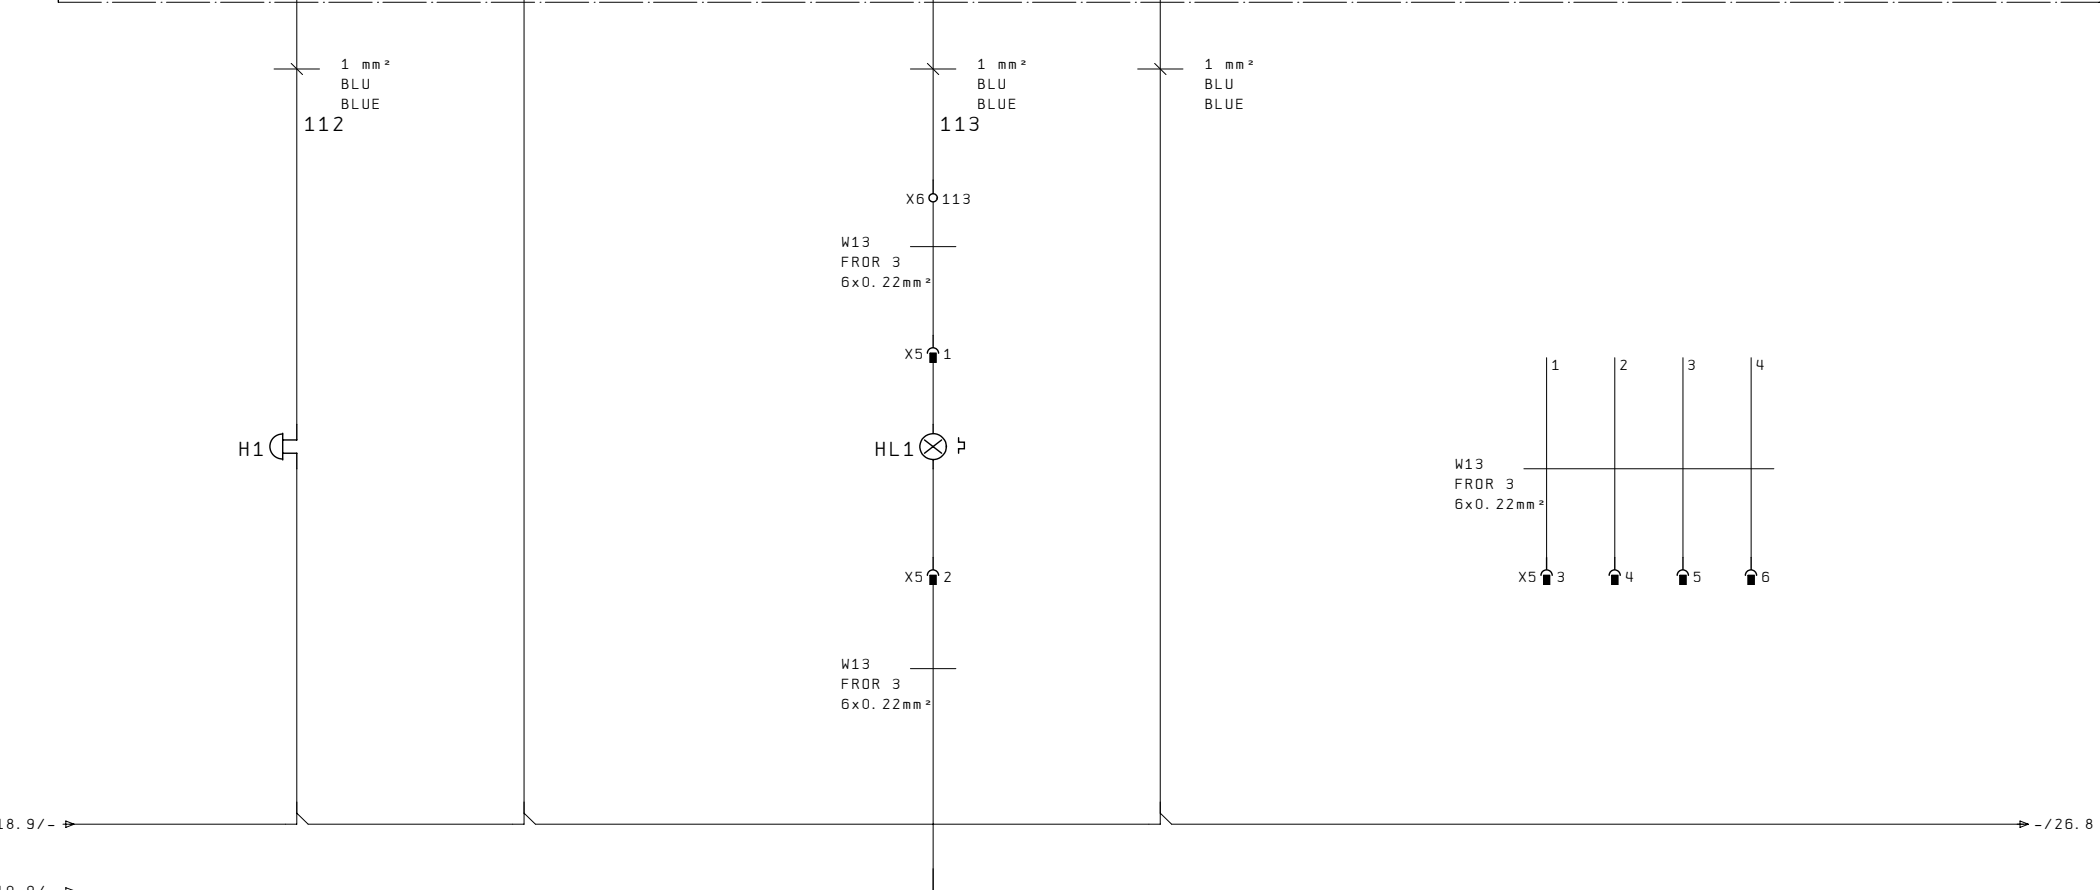 1 mm²
BLU
BLUE
112
1 mm²
BLU
BLUE
113
1 mm²
BLU
BLUE
X6 113
W13
FROR 3
6x0.22mm²
X5 1
H1
HL1
X5 2
W13
FROR 3
6x0.22mm²
1 2 3 4
W13
FROR 3
6x0.22mm²
X5 3 4 5 6
18.9/-
-/26.8